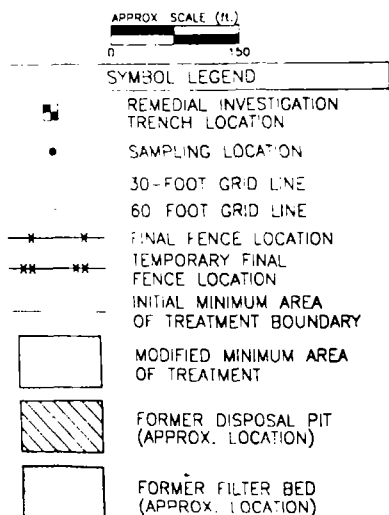 APPROX SCALE (ft.)
0 150
SYMBOL LEGEND
REMEDIAL INVESTIGATION
TRENCH LOCATION
SAMPLING LOCATION
30-FOOT GRID LINE
60 FOOT GRID LINE
FINAL FENCE LOCATION
TEMPORARY FINAL
FENCE LOCATION
INITIAL MINIMUM AREA
OF TREATMENT BOUNDARY
MODIFIED MINIMUM AREA
OF TREATMENT
FORMER DISPOSAL PIT
(APPROX. LOCATION)
FORMER FILTER BED
(APPROX. LOCATION)